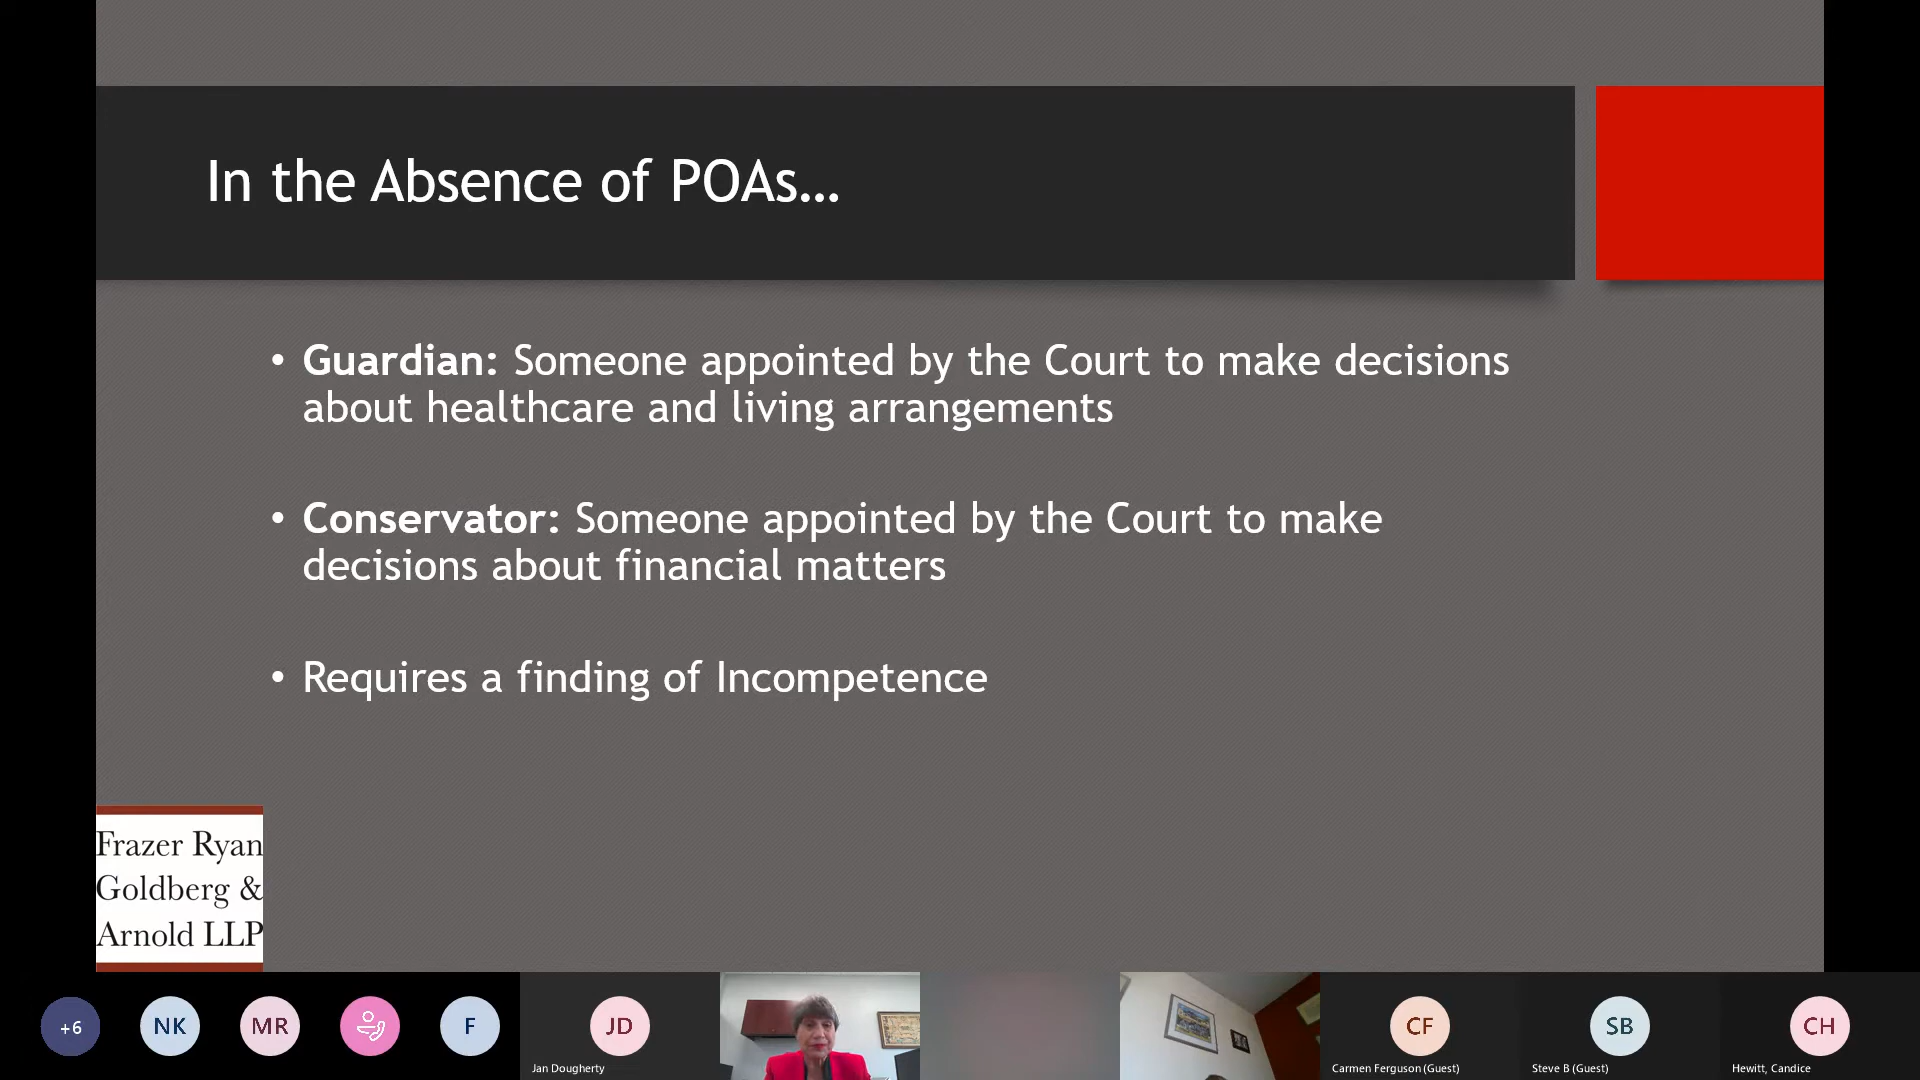 In the Absence of POAs...
• Guardian: Someone appointed by the Court to make decisions
about healthcare and living arrangements
• Conservator: Someone appointed by the Court to make
decisions about financial matters
• Requires a finding of Incompetence
Frazer Ryan
Goldberg &
Arnold LLP
+6
NK
MR
F
JD
Jan Dougherty
CF
Carmen Ferguson (Guest)
SB
Steve B (Guest)
CH
Hewitt, Candice